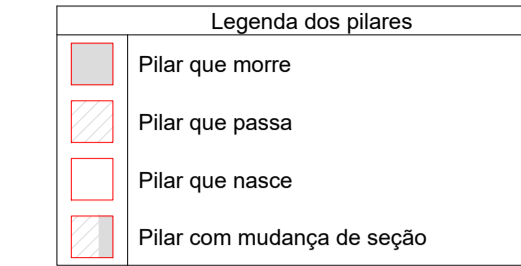 Legenda dos pilares
Pilar que morre
Pilar que passa
Pilar que nasce
Pilar com mudança de seção